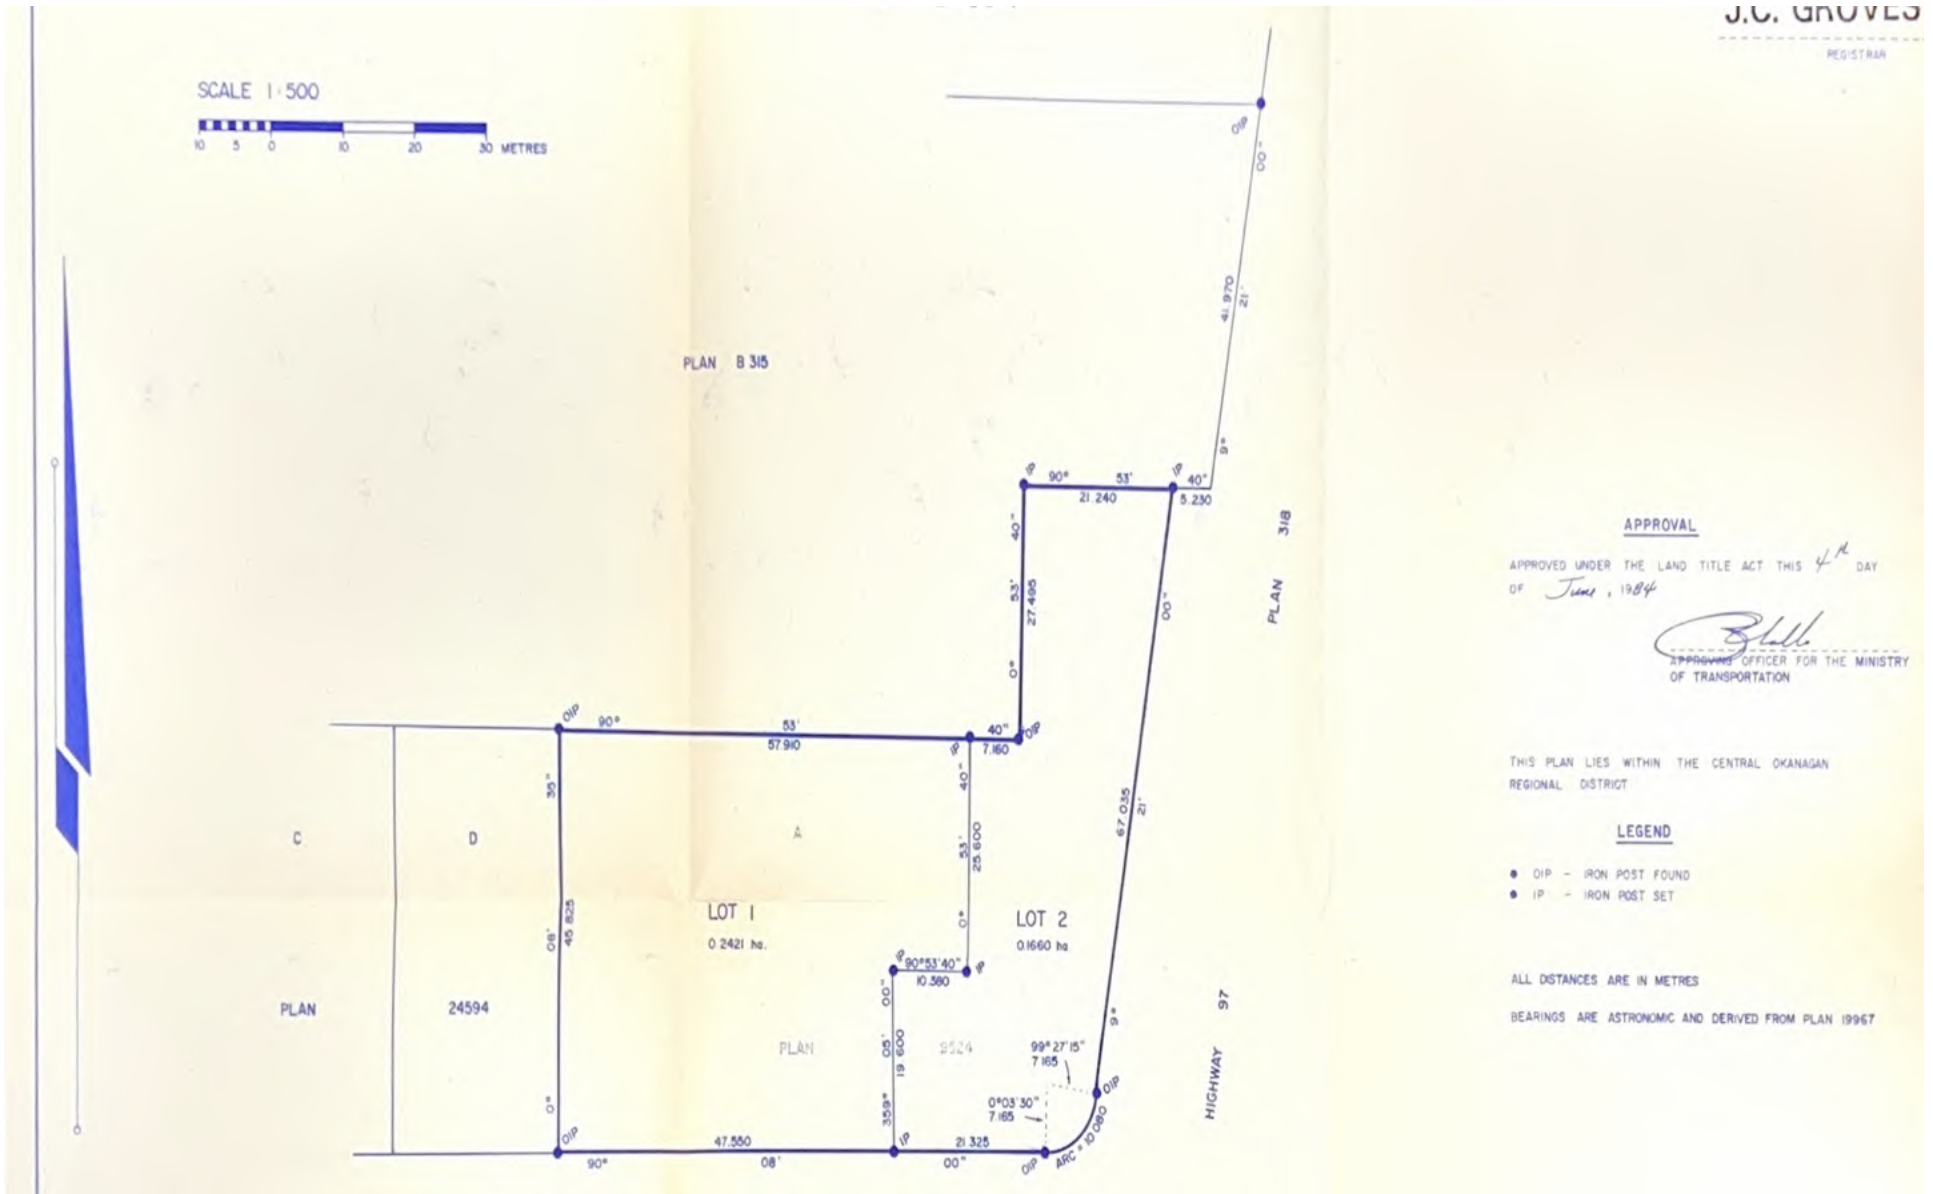 J.C. GROVES
REGISTRAR
SCALE 1:500
10 5 0 10 20 30 METRES
OIP
00"
41.970
21'
9°
PLAN B 315
IP
90° 53'
21.240
IP
40"
5.230
40"
53'
27.495
0°
00"
PLAN 318
OIP
90° 53'
57.910
IP
40"
7.160
OIP
35"
08'
45.825
0°
40"
53'
25.600
0°
67.035
21'
9°
C
D
A
LOT 1
0.2421 ha.
LOT 2
0.1660 ha
IP
90°53'40"
10.380
IP
PLAN
24594
PLAN 9524
00"
05'
19.600
359°
99°27'15"
7.165
0°03'30"
7.165
OIP
ARC = 10.080
HIGHWAY 97
OIP
47.550
IP
21.325
OIP
90° 08' 00"
APPROVAL
APPROVED UNDER THE LAND TITLE ACT THIS 4th DAY
OF June, 1984
APPROVING OFFICER FOR THE MINISTRY
OF TRANSPORTATION
THIS PLAN LIES WITHIN THE CENTRAL OKANAGAN
REGIONAL DISTRICT
LEGEND
OIP - IRON POST FOUND
IP - IRON POST SET
ALL DISTANCES ARE IN METRES
BEARINGS ARE ASTRONOMIC AND DERIVED FROM PLAN 19967